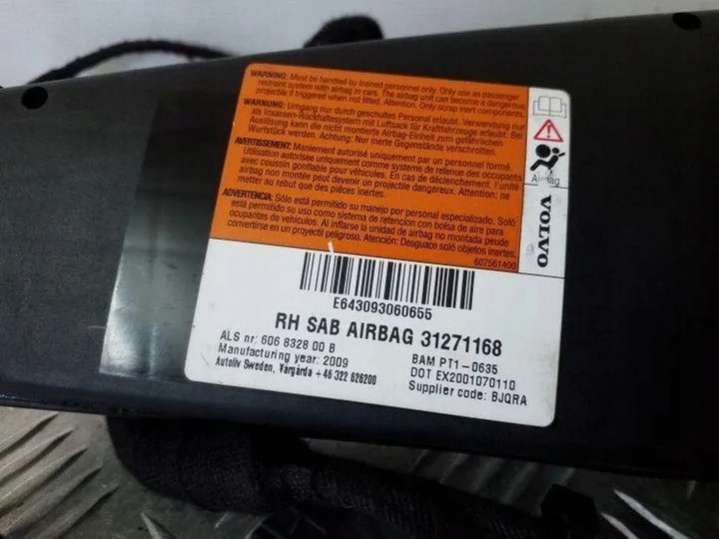 WARNING: Must be handled by trained personnel only. Only use as passenger
restraint system with airbag in cars. The airbag unit can become a dangerous
projectile if triggered when not fitted. Attention: Only scrap inert components.
WARNUNG: Umgang nur durch geschultes Personal erlaubt. Verwendung nur
als Insassen-Rückhaltesystem mit Luftsack für Kraftfahrzeuge erlaubt. Bei
Auslösung kann die nicht montierte Airbag-Einheit zum gefährlichen
Wurfstück werden. Achtung: Nur inerte Gegenstände verschrotten.
AVERTISSEMENT: Maniement autorisé uniquement par un personnel formé.
Utilisation autorisée uniquement comme système de retenue des occupants
avec coussin gonflable pour véhicules. En cas de déclenchement, l'unité
airbag non montée peut devenir un projectile dangereux. Attention: ne
mettre au rebut que des pièces inertes.
ADVERTENCIA: Sólo está permitido su manejo por personal especializado. Sólo
está permitido su uso como sistema de retención con bolsa de aire para
ocupantes de vehículos. Al inflarse la unidad de airbag no montada puede
convertirse en un projectil peligroso. Atención: Desguace solo objetos inertes.
607561400
Airbag
VOLVO
E643093060655
RH SAB AIRBAG 31271168
ALS nr: 606 8328 00 B
BAM PT1-0635
Manufacturing year: 2009
DOT EX2001070110
Autoliv Sweden, Vårgårda +46 322 626200
Supplier code: BJQRA